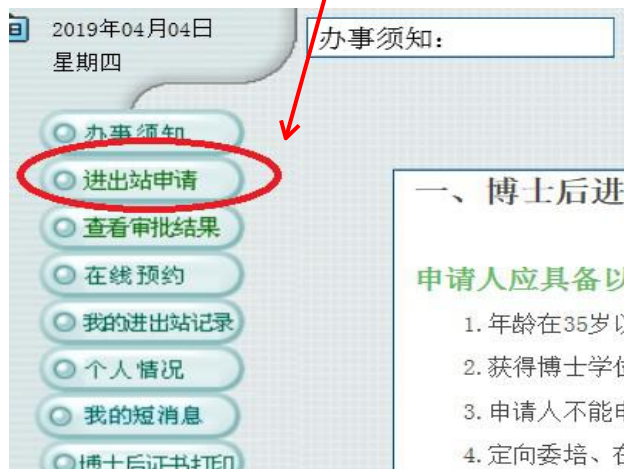 2019年04月04日
星期四
办事须知:
办事须知
进出站申请
查看审批结果
在线预约
我的进出站记录
个人情况
我的短消息
博士后证书打印
一、博士后进
申请人应具备以
1.年龄在35岁以
2.获得博士学位
3.申请人不能申
4.定向委培、在